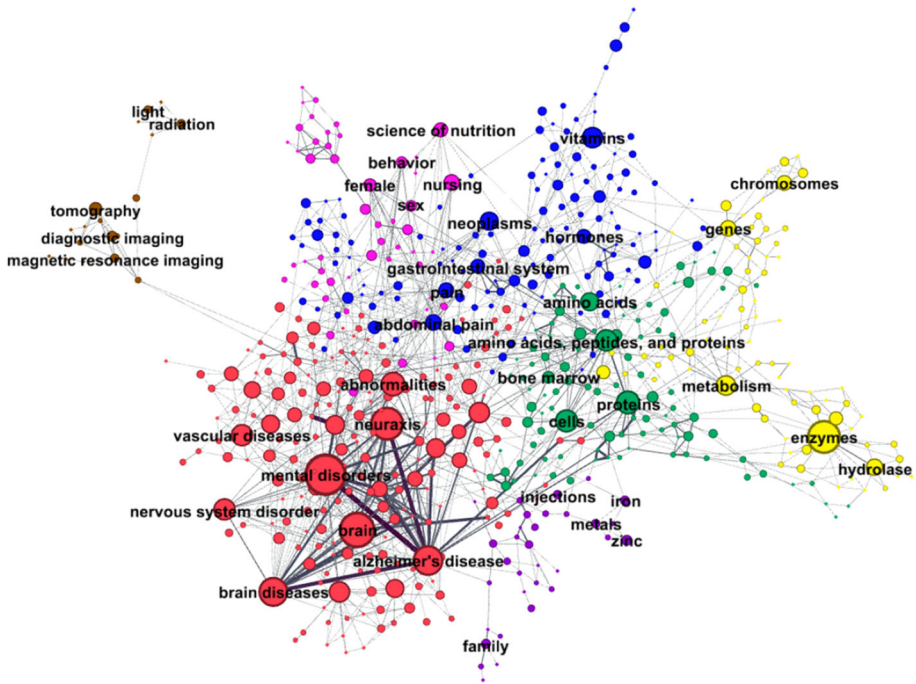 light
radiation
science of nutrition
vitamins
behavior
female
nursing
sex
chromosomes
tomography
neoplasms
genes
diagnostic imaging
hormones
magnetic resonance imaging
gastrointestinal system
pain
amino acids
abdominal pain
amino acids, peptides, and proteins
bone marrow
abnormalities
metabolism
proteins
neuraxis
cells
vascular diseases
enzymes
mental disorders
hydrolase
injections
iron
nervous system disorder
metals
brain
zinc
alzheimer's disease
brain diseases
family